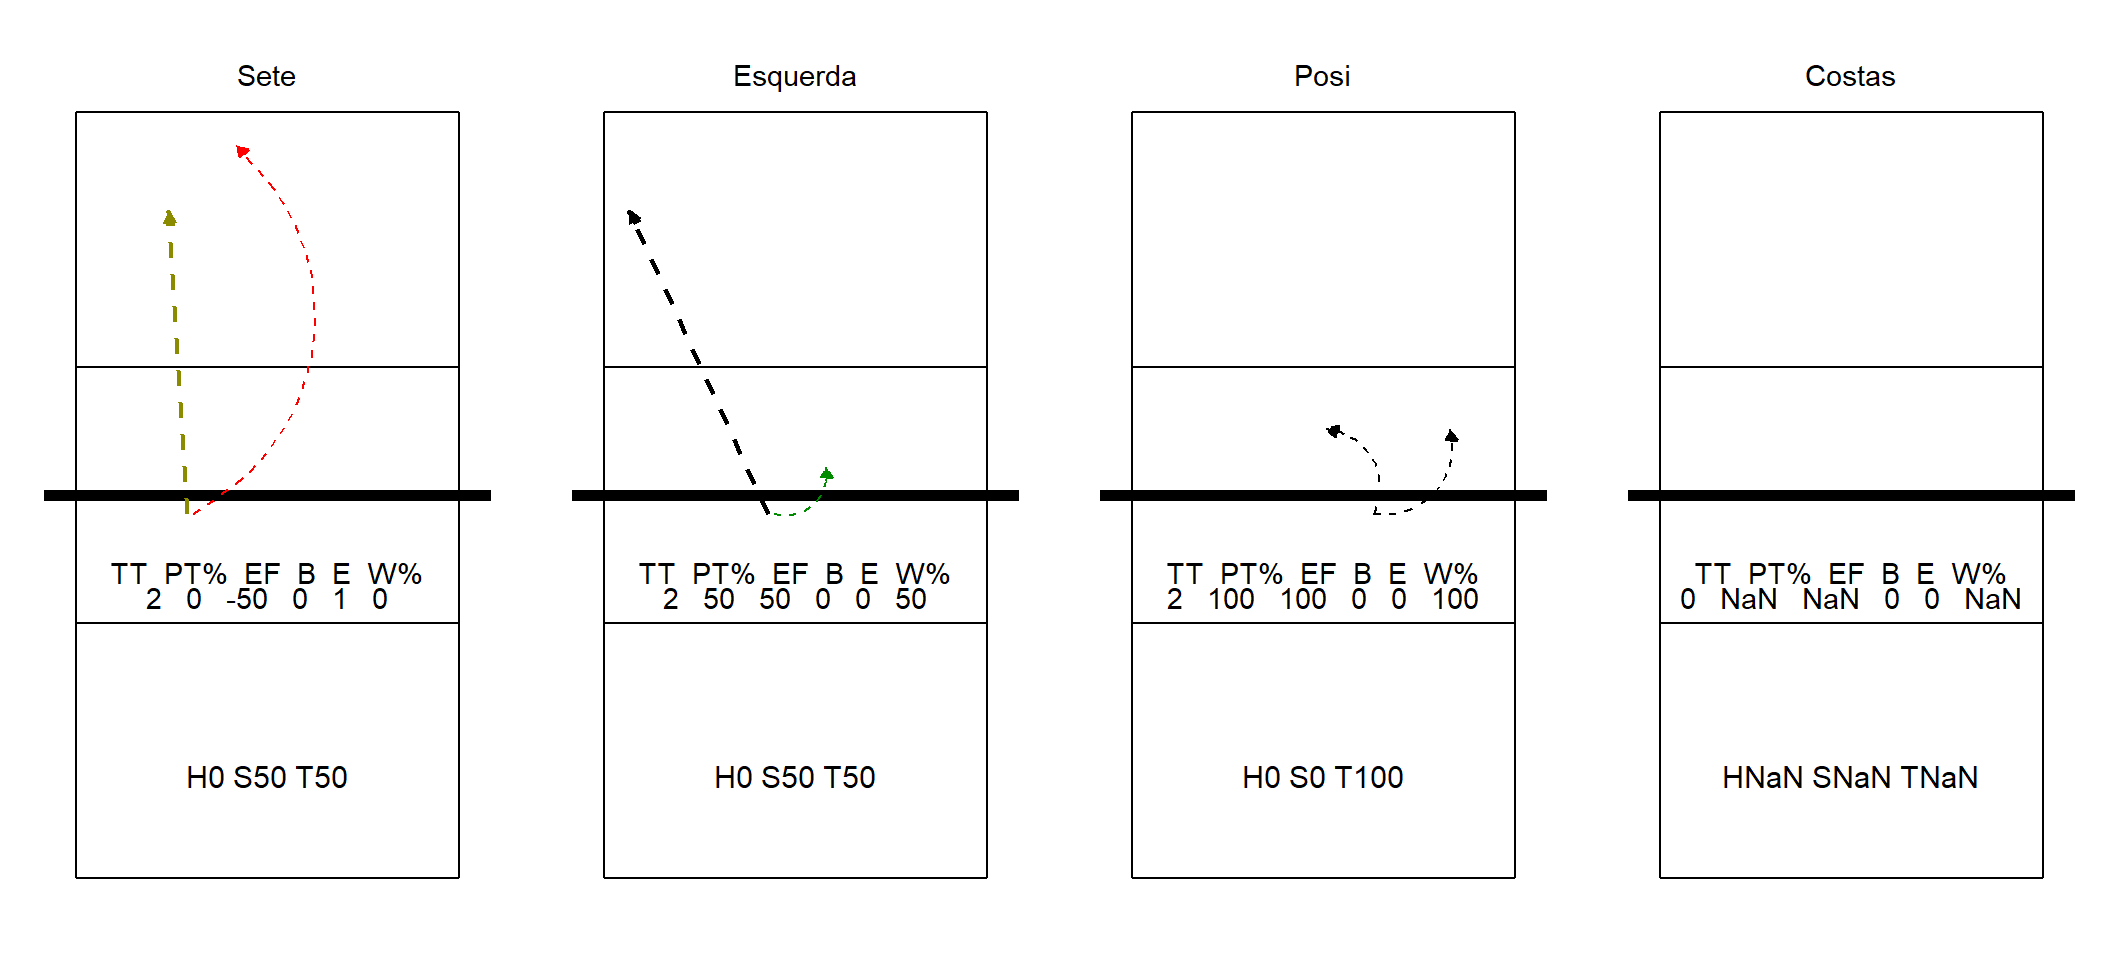 Sete
TT PT% EF B E W%
2 0 -50 0 1 0
H0 S50 T50
Esquerda
TT PT% EF B E W%
2 50 50 0 0 50
H0 S50 T50
Posi
TT PT% EF B E W%
2 100 100 0 0 100
H0 S0 T100
Costas
TT PT% EF B E W%
0 NaN NaN 0 0 NaN
HNaN SNaN TNaN